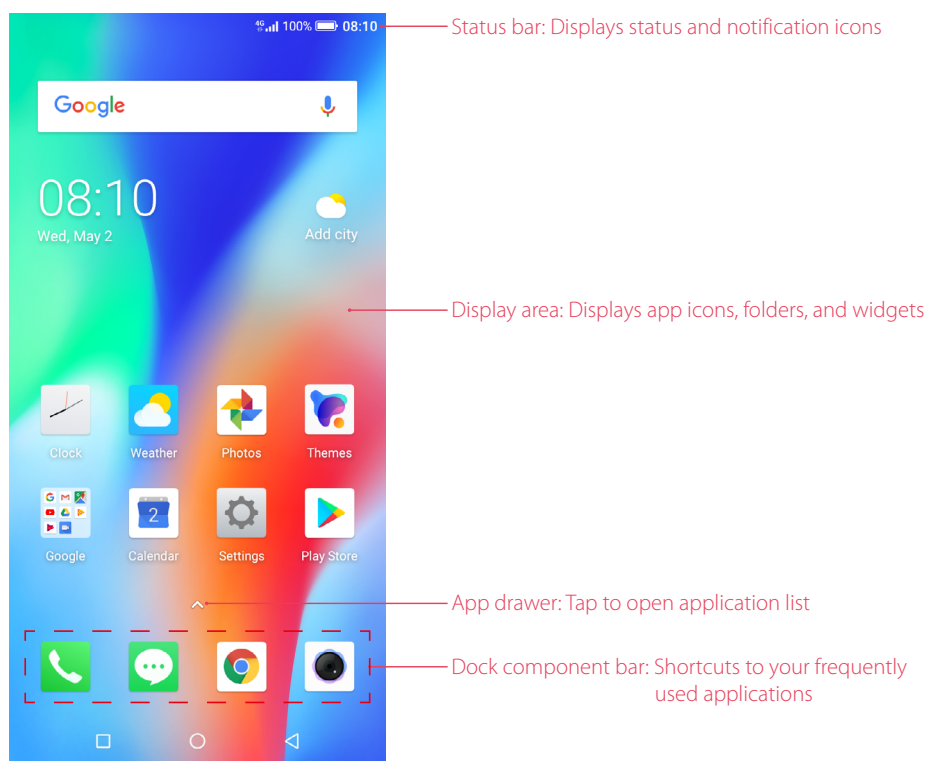 4G 100% 08:10
Status bar: Displays status and notification icons
Google
08:10
Wed, May 2
Add city
Display area: Displays app icons, folders, and widgets
Clock Weather Photos Themes
2
Google Calendar Settings Play Store
App drawer: Tap to open application list
Dock component bar: Shortcuts to your frequently
used applications